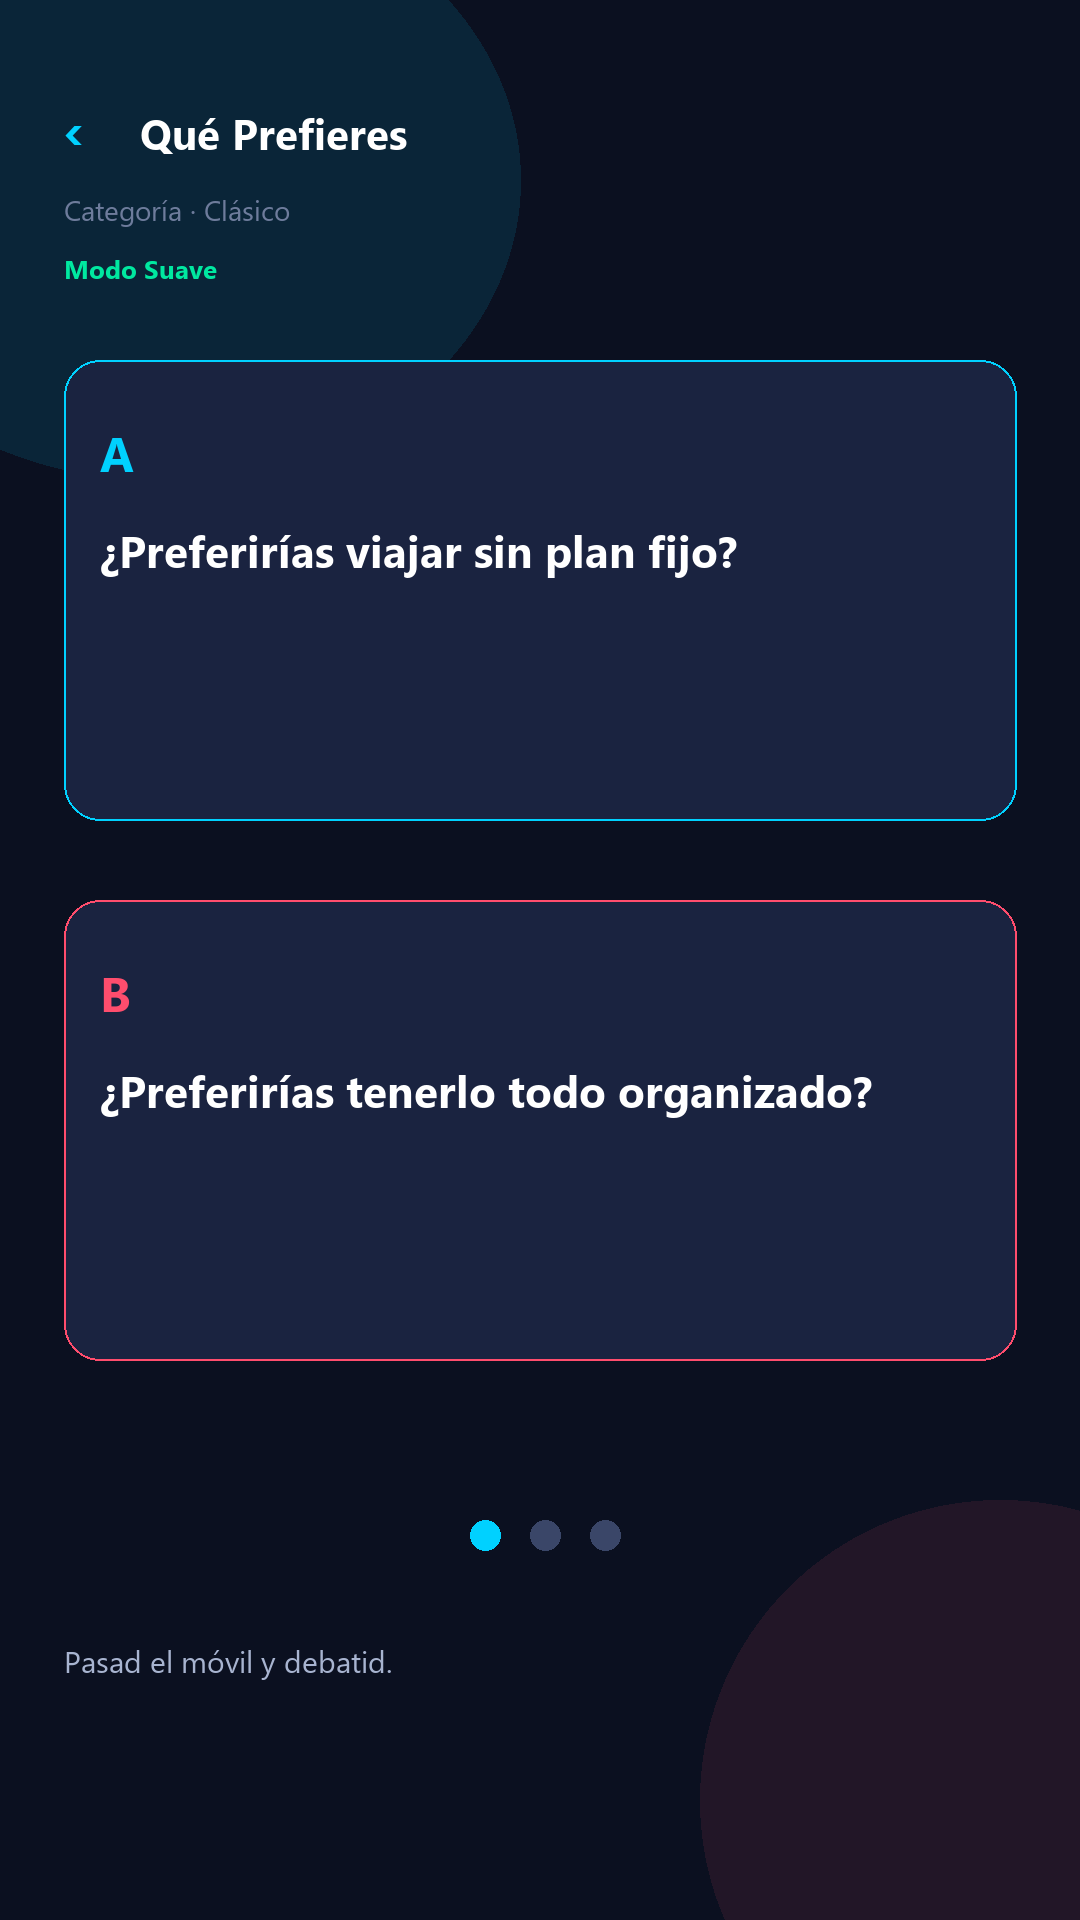 Qué Prefieres
Categoría · Clásico
Modo Suave
A
¿Preferirías viajar sin plan fijo?
B
¿Preferirías tenerlo todo organizado?
Pasad el móvil y debatid.